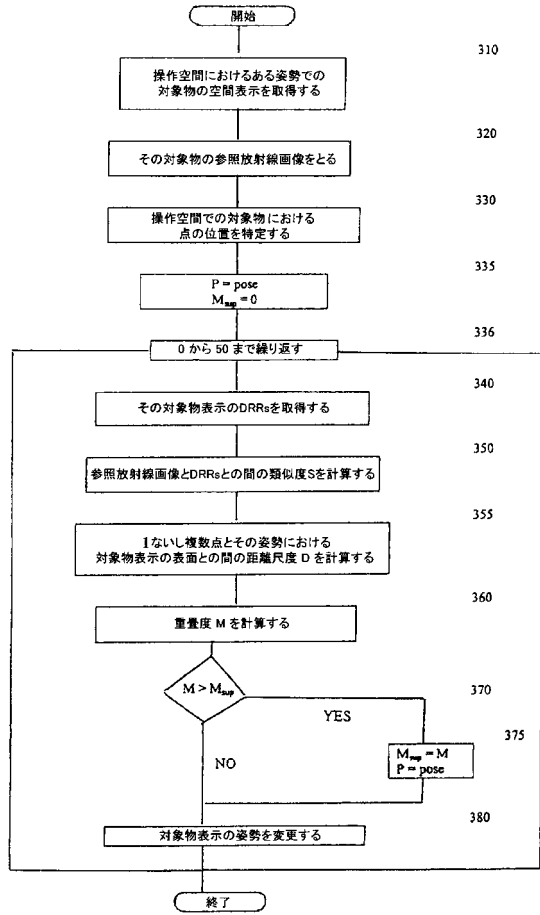 開始
310
操作空間におけるある姿勢での
対象物の空間表示を取得する
320
その対象物の参照放射線画像をとる
330
操作空間での対象物における
点の位置を特定する
335
P = pose
M_sup = 0
336
0 から 50 まで繰り返す
340
その対象物表示のDRRsを取得する
350
参照放射線画像とDRRsとの間の類似度Sを計算する
355
1ないし複数点とその姿勢における
対象物表示の表面との間の距離尺度 D を計算する
360
重畳度 M を計算する
370
M > M_sup
YES
375
M_sup = M
P = pose
NO
380
対象物表示の姿勢を変更する
終了